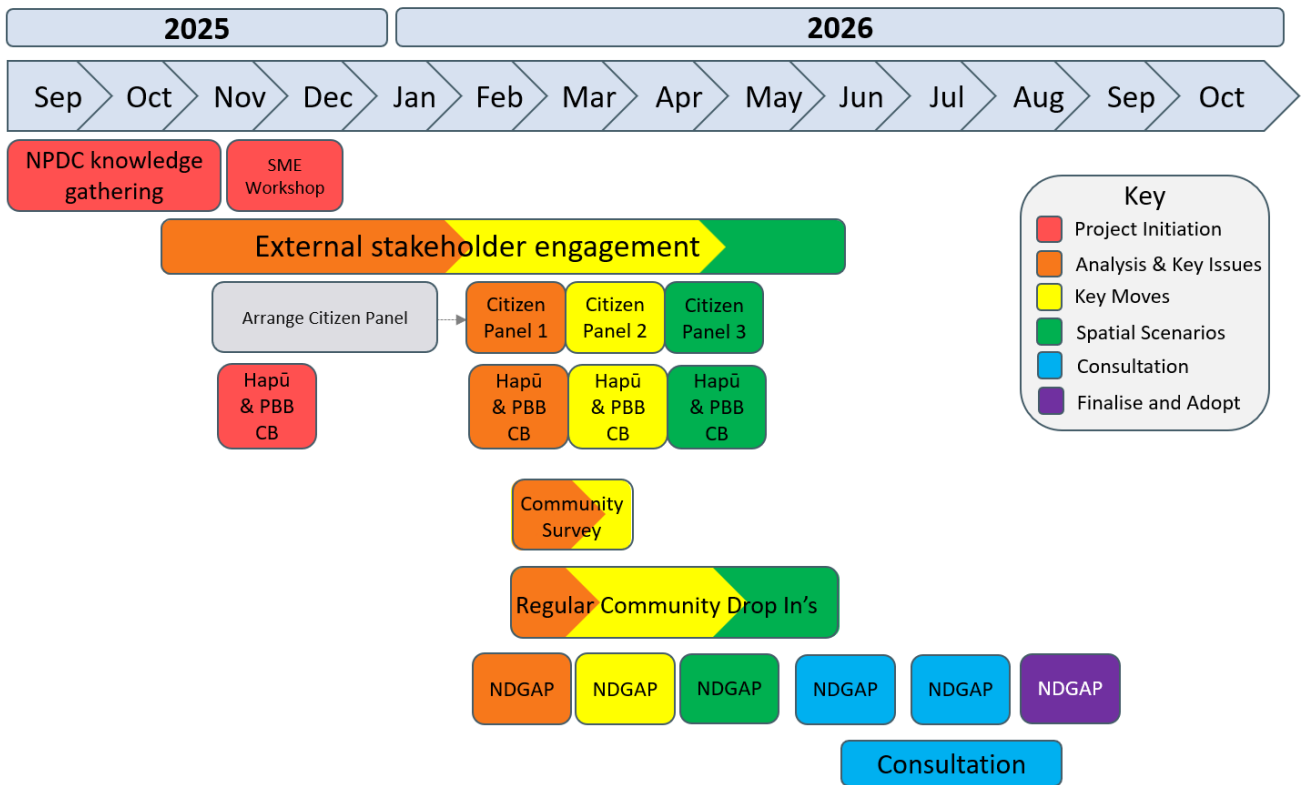 2025
2026
Sep
Oct
Nov
Dec
Jan
Feb
Mar
Apr
May
Jun
Jul
Aug
Sep
Oct
NPDC knowledge
gathering
SME
Workshop
External stakeholder engagement
Arrange Citizen Panel
Citizen
Panel 1
Citizen
Panel 2
Citizen
Panel 3
Hapū
& PBB
CB
Hapū
& PBB
CB
Hapū
& PBB
CB
Hapū
& PBB
CB
Community
Survey
Regular Community Drop In’s
NDGAP
NDGAP
NDGAP
NDGAP
NDGAP
NDGAP
Consultation
Key
Project Initiation
Analysis & Key Issues
Key Moves
Spatial Scenarios
Consultation
Finalise and Adopt